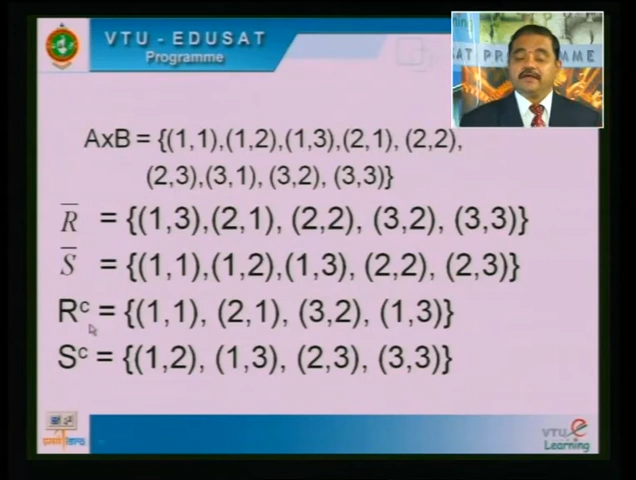 VTU - EDUSAT
Programme
AxB = {(1,1),(1,2),(1,3),(2,1), (2,2),
(2,3),(3,1), (3,2), (3,3)}
R̅ = {(1,3),(2,1), (2,2), (3,2), (3,3)}
S̅ = {(1,1),(1,2),(1,3), (2,2), (2,3)}
Rᶜ = {(1,1), (2,1), (3,2), (1,3)}
Sᶜ = {(1,2), (1,3), (2,3), (3,3)}
VTU e
Learning